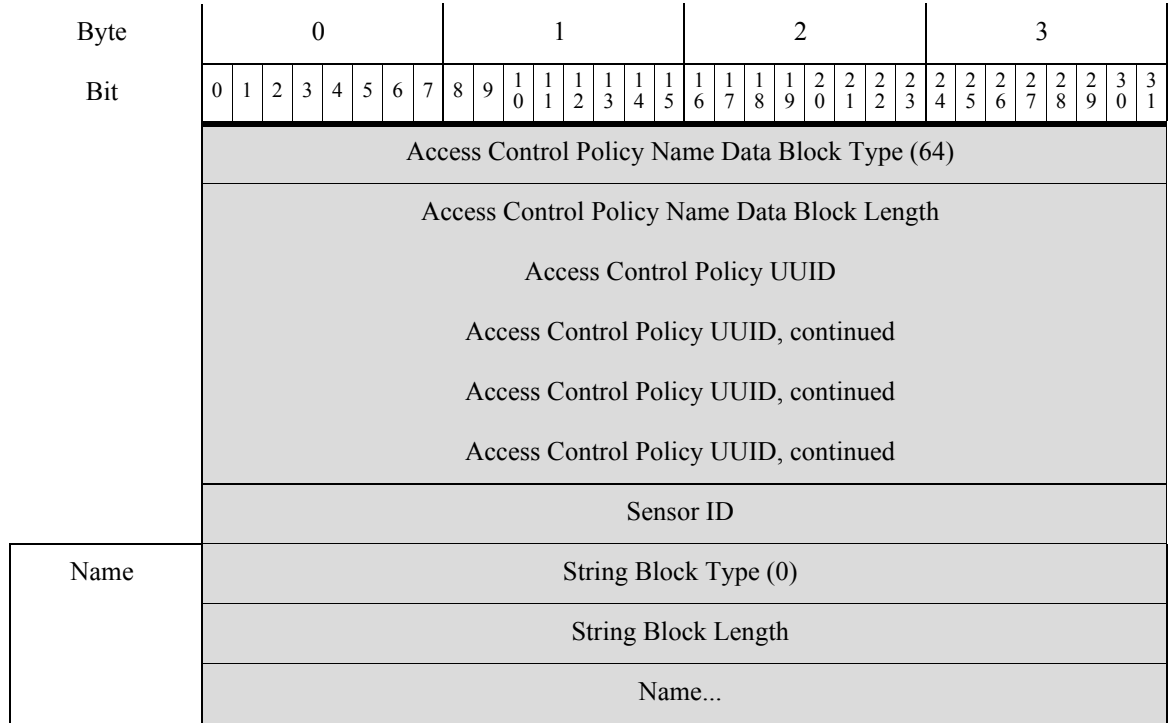 Byte 0 1 2 3
Bit 0 1 2 3 4 5 6 7 8 9 10 11 12 13 14 15 16 17 18 19 20 21 22 23 24 25 26 27 28 29 30 31
Access Control Policy Name Data Block Type (64)
Access Control Policy Name Data Block Length
Access Control Policy UUID
Access Control Policy UUID, continued
Access Control Policy UUID, continued
Access Control Policy UUID, continued
Sensor ID
Name String Block Type (0)
String Block Length
Name...